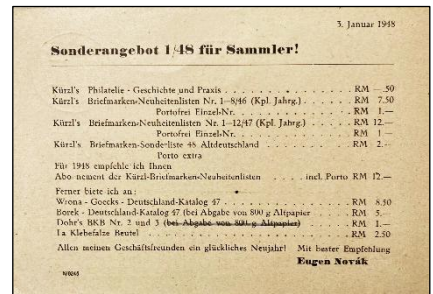 3. Januar 1948
Sonderangebot 1/48 für Sammler!
Kürzl's Philatelie - Geschichte und Praxis . . . . . . . . . . RM —.50
Kürzl's Briefmarken-Neuheitenlisten Nr. 1—8/46 (Kpl. Jahrg.) . . . . . RM 7.50
Portofrei Einzel-Nr. . . . . . . . . . RM 1.—
Kürzl's Briefmarken-Neuheitenlisten Nr. 1—12/47 (Kpl. Jahrg.) . . . . RM 12.—
Portofrei Einzel-Nr. . . . . . . . . . RM 1.—
Kürzl's Briefmarken-Sonderliste 48 Altdeutschland . . . . . . RM 2.—
Porto extra
Für 1948 empfehle ich Ihnen
Abonnement der Kürzl-Briefmarken-Neuheitenlisten . . . . . incl. Porto RM 12.—
Ferner biete ich an:
Wrona - Goecks - Deutschland-Katalog 47 . . . . . . . . . . RM 8.50
Borek - Deutschland-Katalog 47 (bei Abgabe von 800 g Altpapier . . . . RM 5.—
Dohr's BKB Nr. 2 und 3 (bei Abgabe von 800 g Altpapier) . . . . . RM 1.—
1a Klebefalze Beutel . . . . . . . . . . RM 2.50
Allen meinen Geschäftsfreunden ein glückliches Neujahr! Mit bester Empfehlung
Eugen Novák